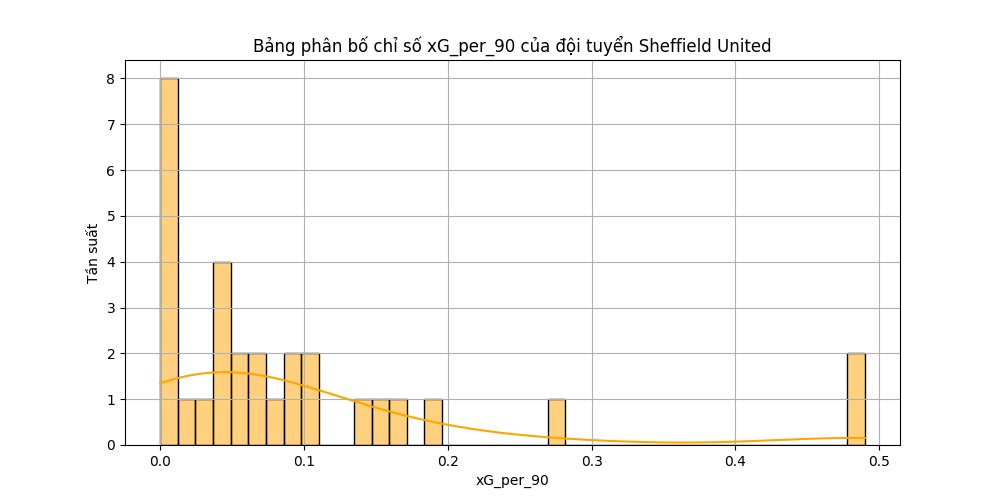 Bảng phân bố chỉ số xG_per_90 của đội tuyển Sheffield United
8
7
6
5
4
3
2
1
0
Tần suất
0.0 0.1 0.2 0.3 0.4 0.5
xG_per_90